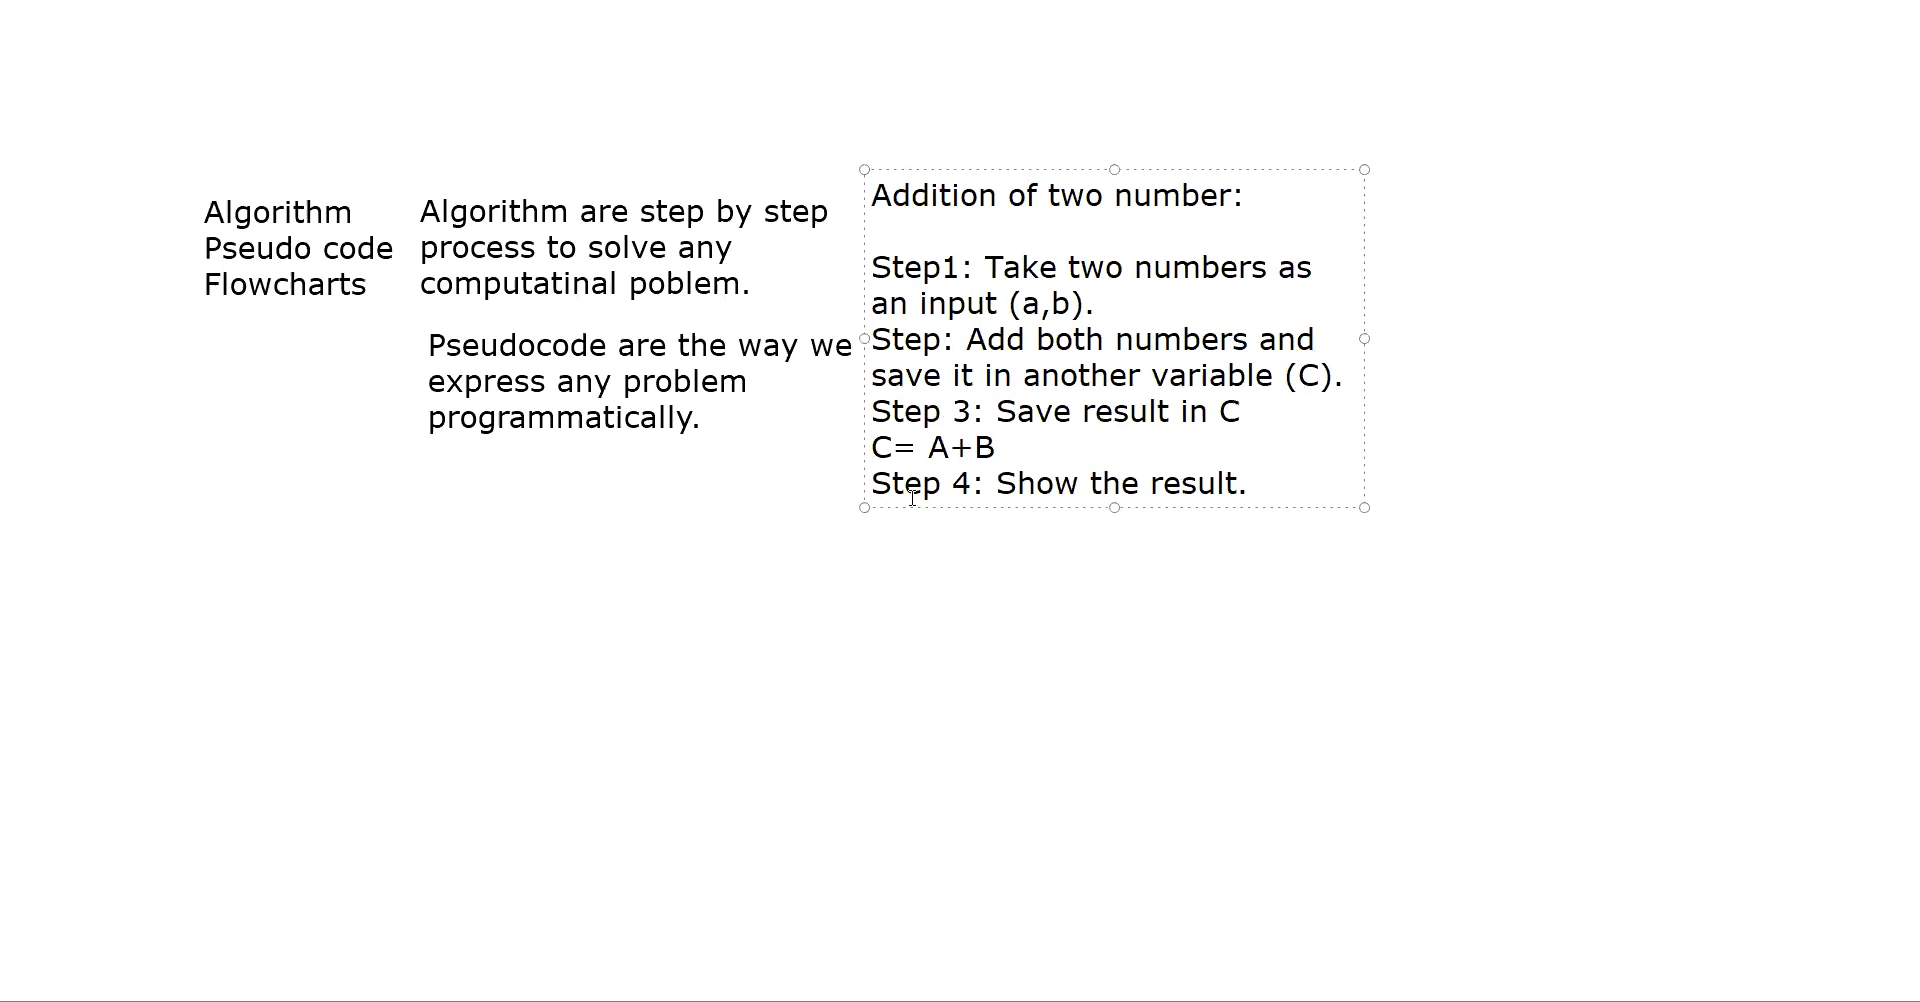 Algorithm
Pseudo code
Flowcharts
Algorithm are step by step
process to solve any
computatinal poblem.
Pseudocode are the way we
express any problem
programmatically.
Addition of two number:
Step1: Take two numbers as
an input (a,b).
Step: Add both numbers and
save it in another variable (C).
Step 3: Save result in C
C= A+B
Step 4: Show the result.